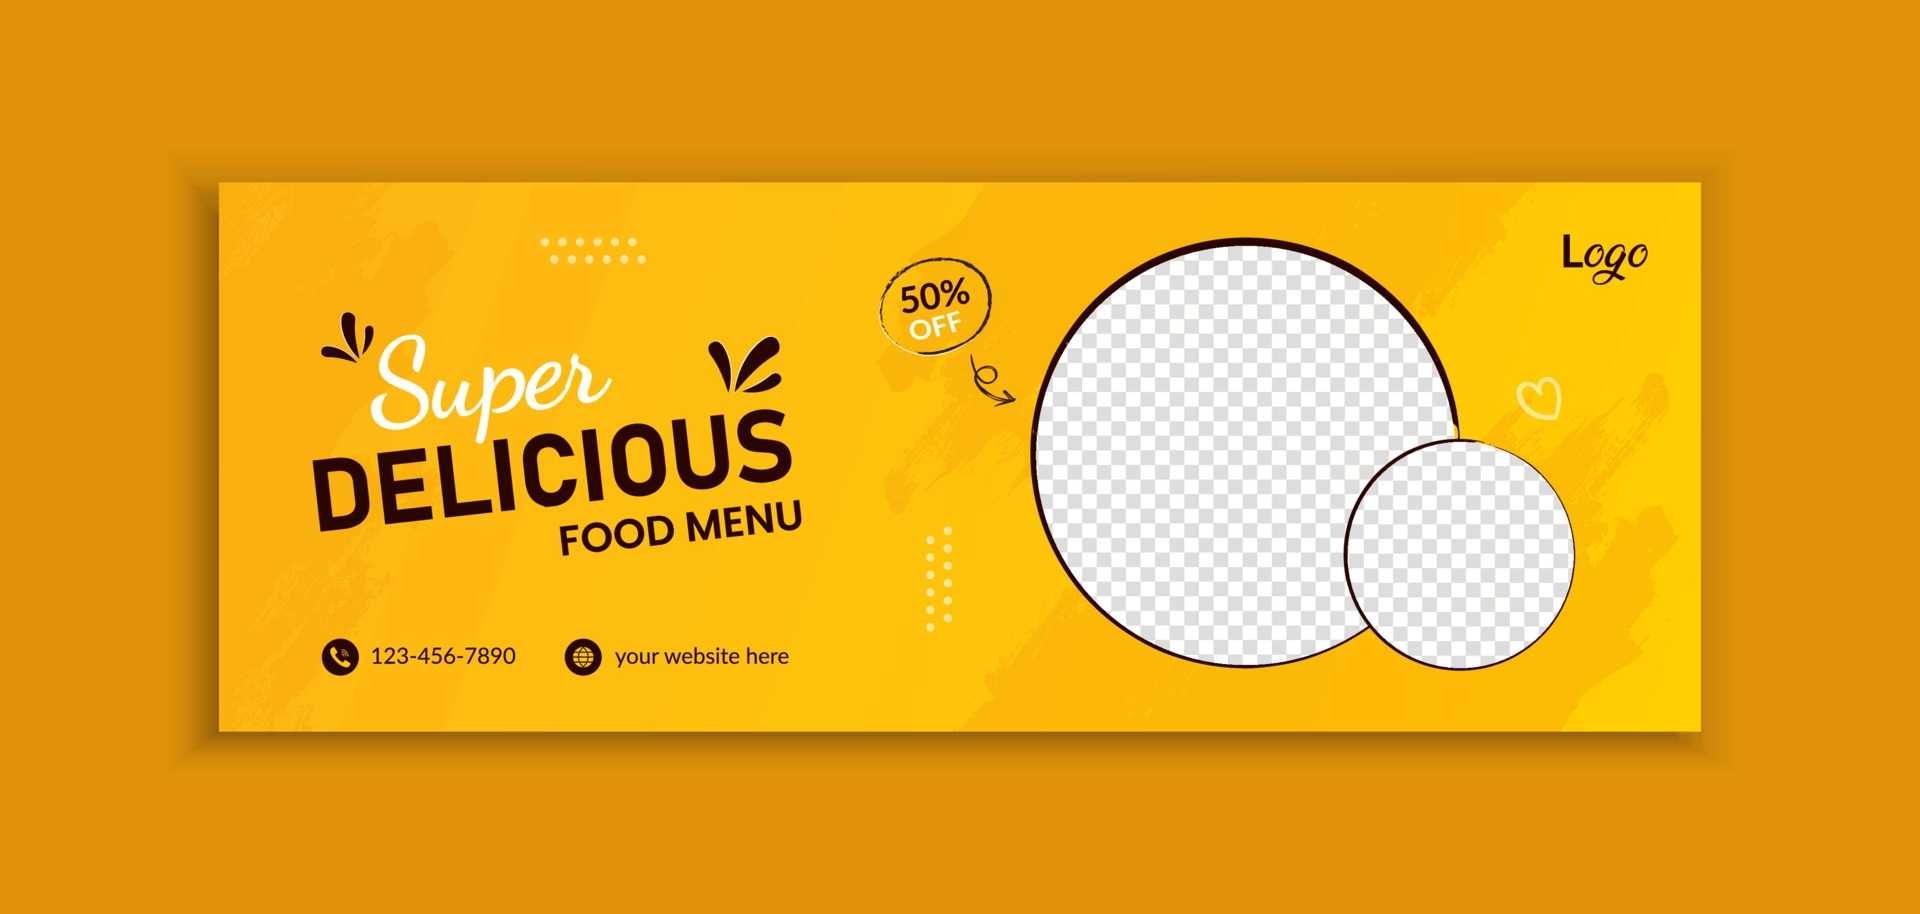 Super
DELICIOUS
FOOD MENU
123-456-7890
your website here
50%
OFF
Logo